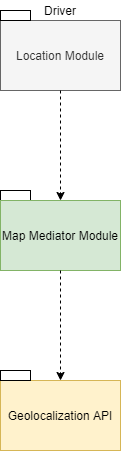 Driver
Location Module
Map Mediator Module
Geolocalization API